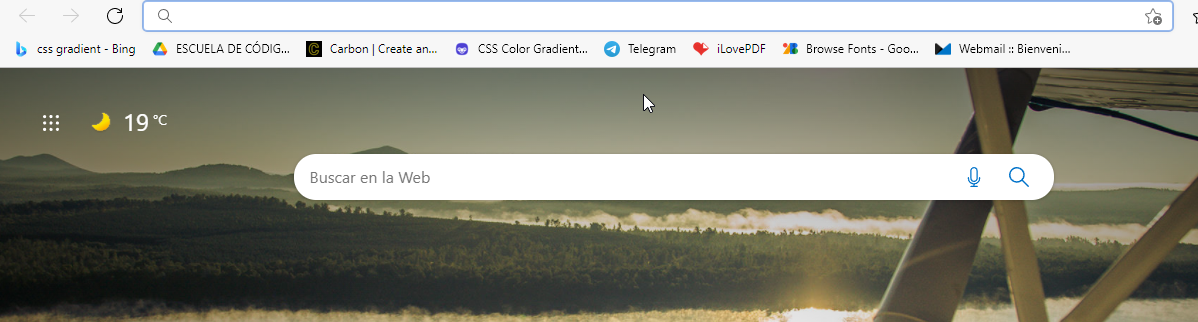 css gradient - Bing ESCUELA DE CÓDIG... Carbon | Create an... CSS Color Gradient... Telegram iLovePDF Browse Fonts - Goo... Webmail :: Bienveni...
19 °C
Buscar en la Web